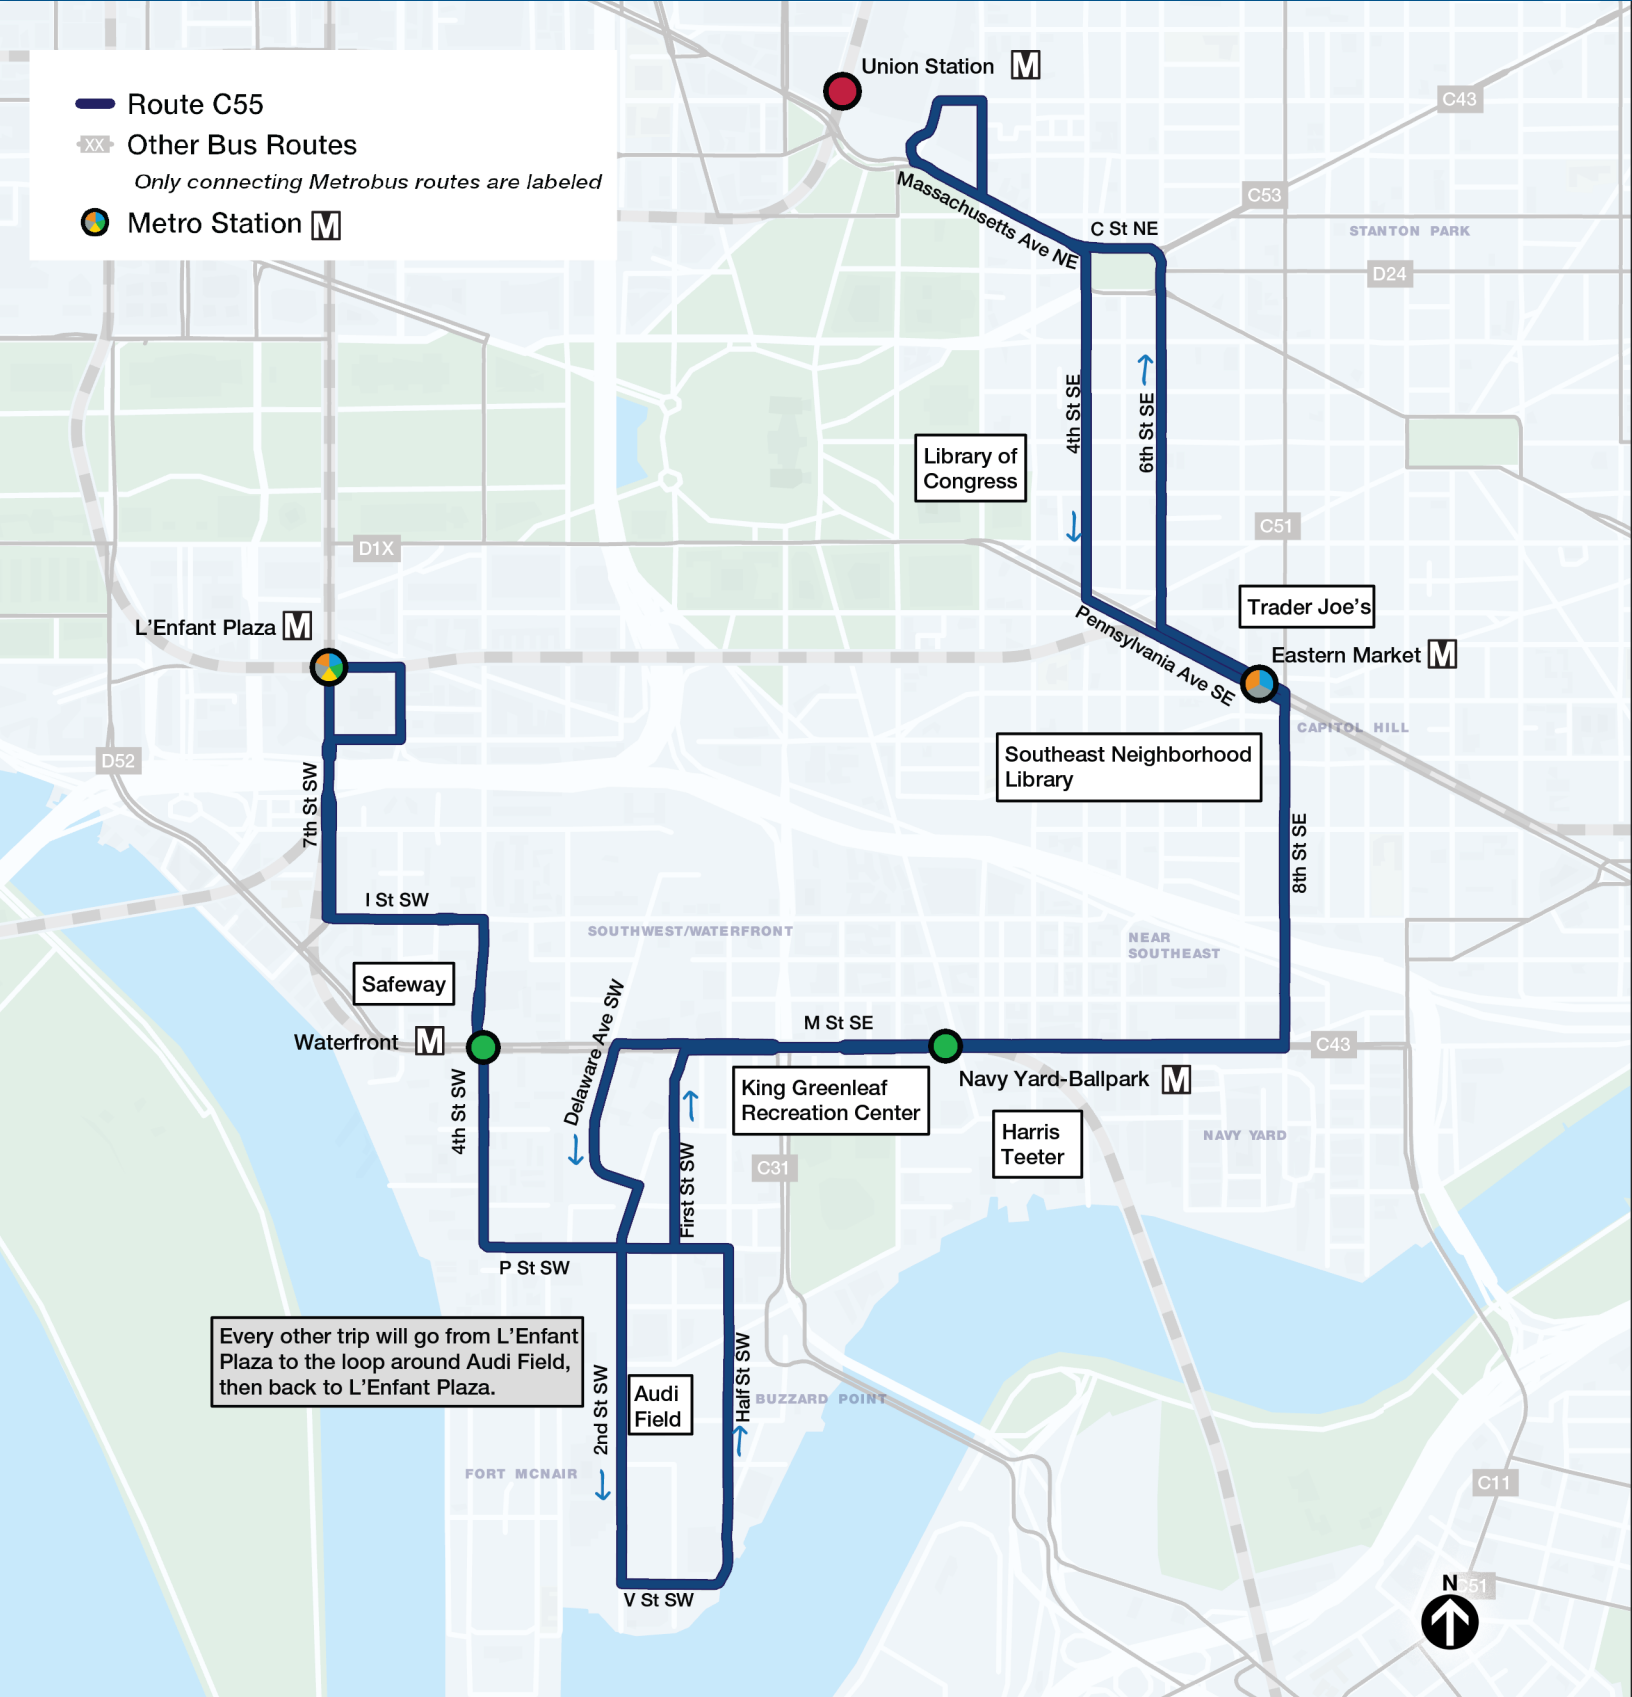 Union Station M
Route C55
XX Other Bus Routes
Only connecting Metrobus routes are labeled
Metro Station M
C43
C53
Massachusetts Ave NE
C St NE
STANTON PARK
D24
4th St SE
6th St SE
Library of
Congress
C51
D1X
Trader Joe's
L'Enfant Plaza M
Pennsylvania Ave SE
Eastern Market M
CAPITOL HILL
Southeast Neighborhood
Library
D52
7th St SW
8th St SE
I St SW
SOUTHWEST/WATERFRONT
NEAR
SOUTHEAST
Safeway
Delaware Ave SW
M St SE
Waterfront M
C43
4th St SW
King Greenleaf
Recreation Center
Navy Yard-Ballpark M
Harris
Teeter
NAVY YARD
First St SW
C31
P St SW
Every other trip will go from L'Enfant
Plaza to the loop around Audi Field,
then back to L'Enfant Plaza.
2nd St SW
Audi
Field
Half St SW
BUZZARD POINT
FORT MCNAIR
C11
V St SW
N
C51